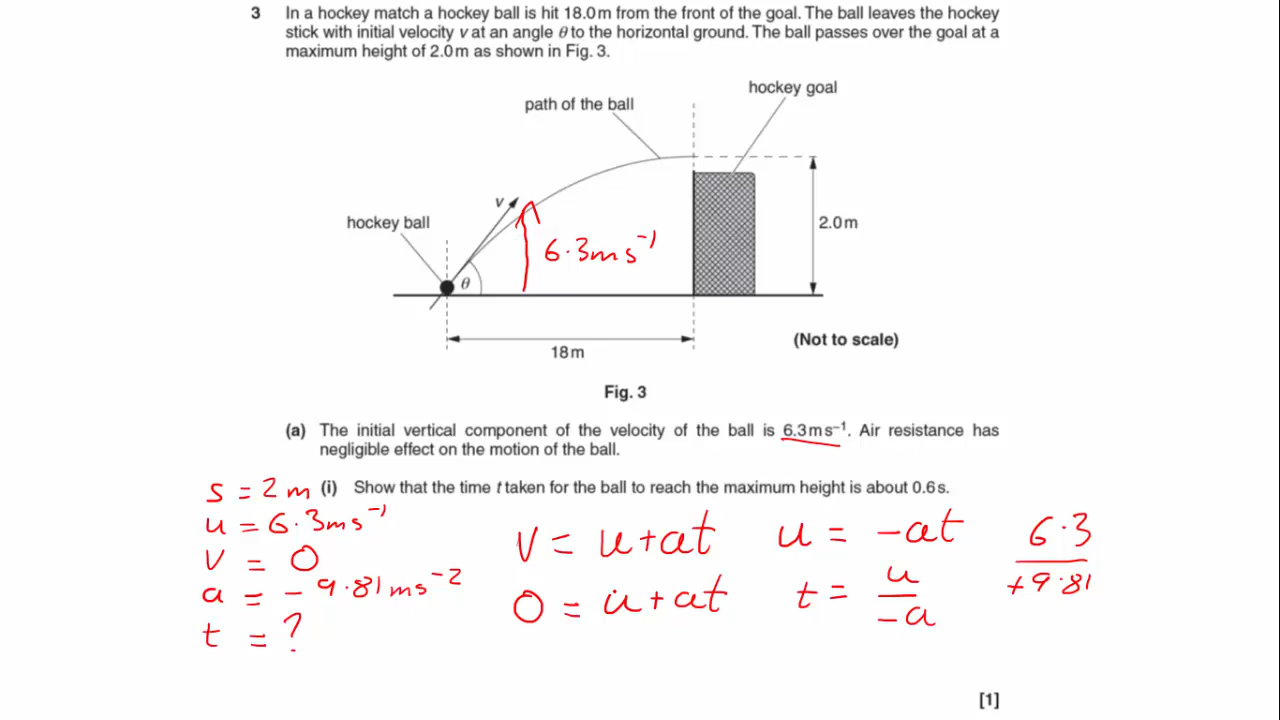 3 In a hockey match a hockey ball is hit 18.0 m from the front of the goal. The ball leaves the hockey
stick with initial velocity v at an angle θ to the horizontal ground. The ball passes over the goal at a
maximum height of 2.0 m as shown in Fig. 3.
hockey goal
path of the ball
v
hockey ball
2.0 m
6.3 m s⁻¹
θ
18 m
(Not to scale)
Fig. 3
(a) The initial vertical component of the velocity of the ball is 6.3 m s⁻¹. Air resistance has
negligible effect on the motion of the ball.
(i) Show that the time t taken for the ball to reach the maximum height is about 0.6 s.
s = 2 m
u = 6.3 m s⁻¹
v = 0
a = - 9.81 m s⁻²
t = ?
v = u + at
0 = u + at
u = -at
t = u / -a
6.3 / +9.81
[1]